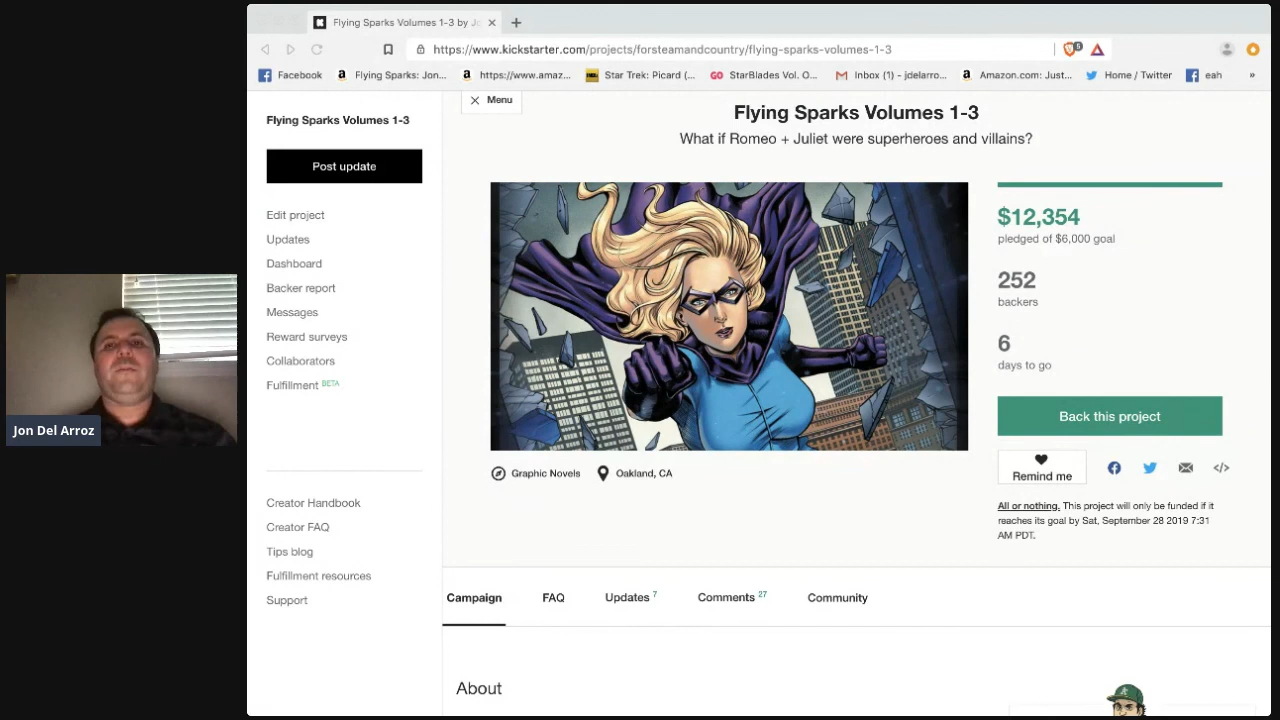 Flying Sparks Volumes 1-3 by Jo
https://www.kickstarter.com/projects/forsteamandcountry/flying-sparks-volumes-1-3
5
Facebook
Flying Sparks: Jon...
https://www.amaz...
Star Trek: Picard (...
GO StarBlades Vol. O...
Inbox (1) – jdelarro...
Amazon.com: Just...
Home / Twitter
eah
»
Menu
Flying Sparks Volumes 1-3
What if Romeo + Juliet were superheroes and villains?
Flying Sparks Volumes 1-3
Post update
Edit project
Updates
Dashboard
Backer report
Messages
Reward surveys
Collaborators
Fulfillment BETA
Creator Handbook
Creator FAQ
Tips blog
Fulfillment resources
Support
Jon Del Arroz
$12,354
pledged of $6,000 goal
252
backers
6
days to go
Back this project
Remind me
All or nothing. This project will only be funded if it
reaches its goal by Sat, September 28 2019 7:31
AM PDT.
Graphic Novels
Oakland, CA
Campaign
FAQ
Updates 7
Comments 27
Community
About